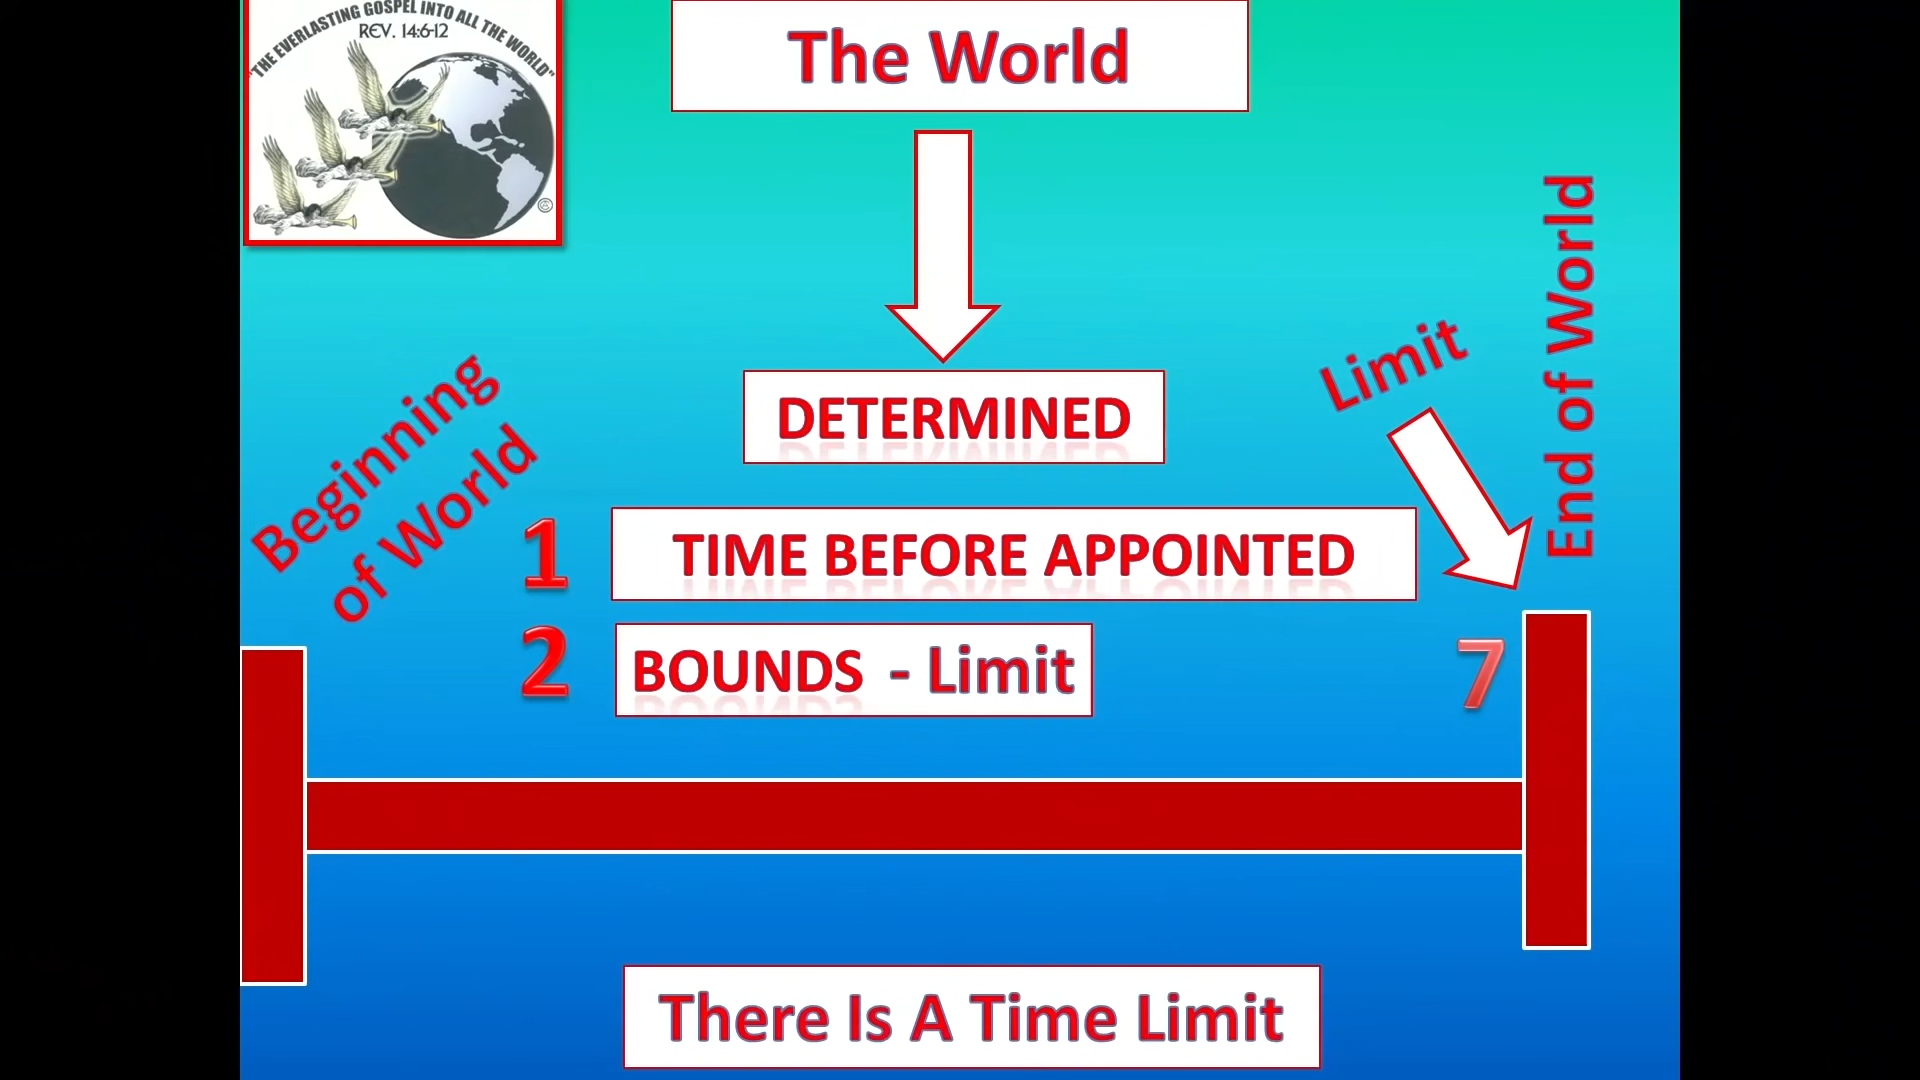 "THE EVERLASTING GOSPEL INTO ALL THE WORLD"
REV. 14:6-12
©
The World
DETERMINED
Beginning
of World
1 TIME BEFORE APPOINTED
2 BOUNDS - Limit
Limit
End of World
7
There Is A Time Limit